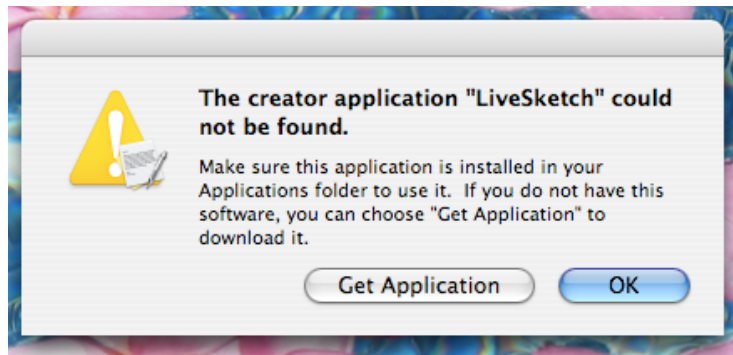 The creator application "LiveSketch" could
not be found.
Make sure this application is installed in your
Applications folder to use it.  If you do not have this
software, you can choose "Get Application" to
download it.
Get Application
OK